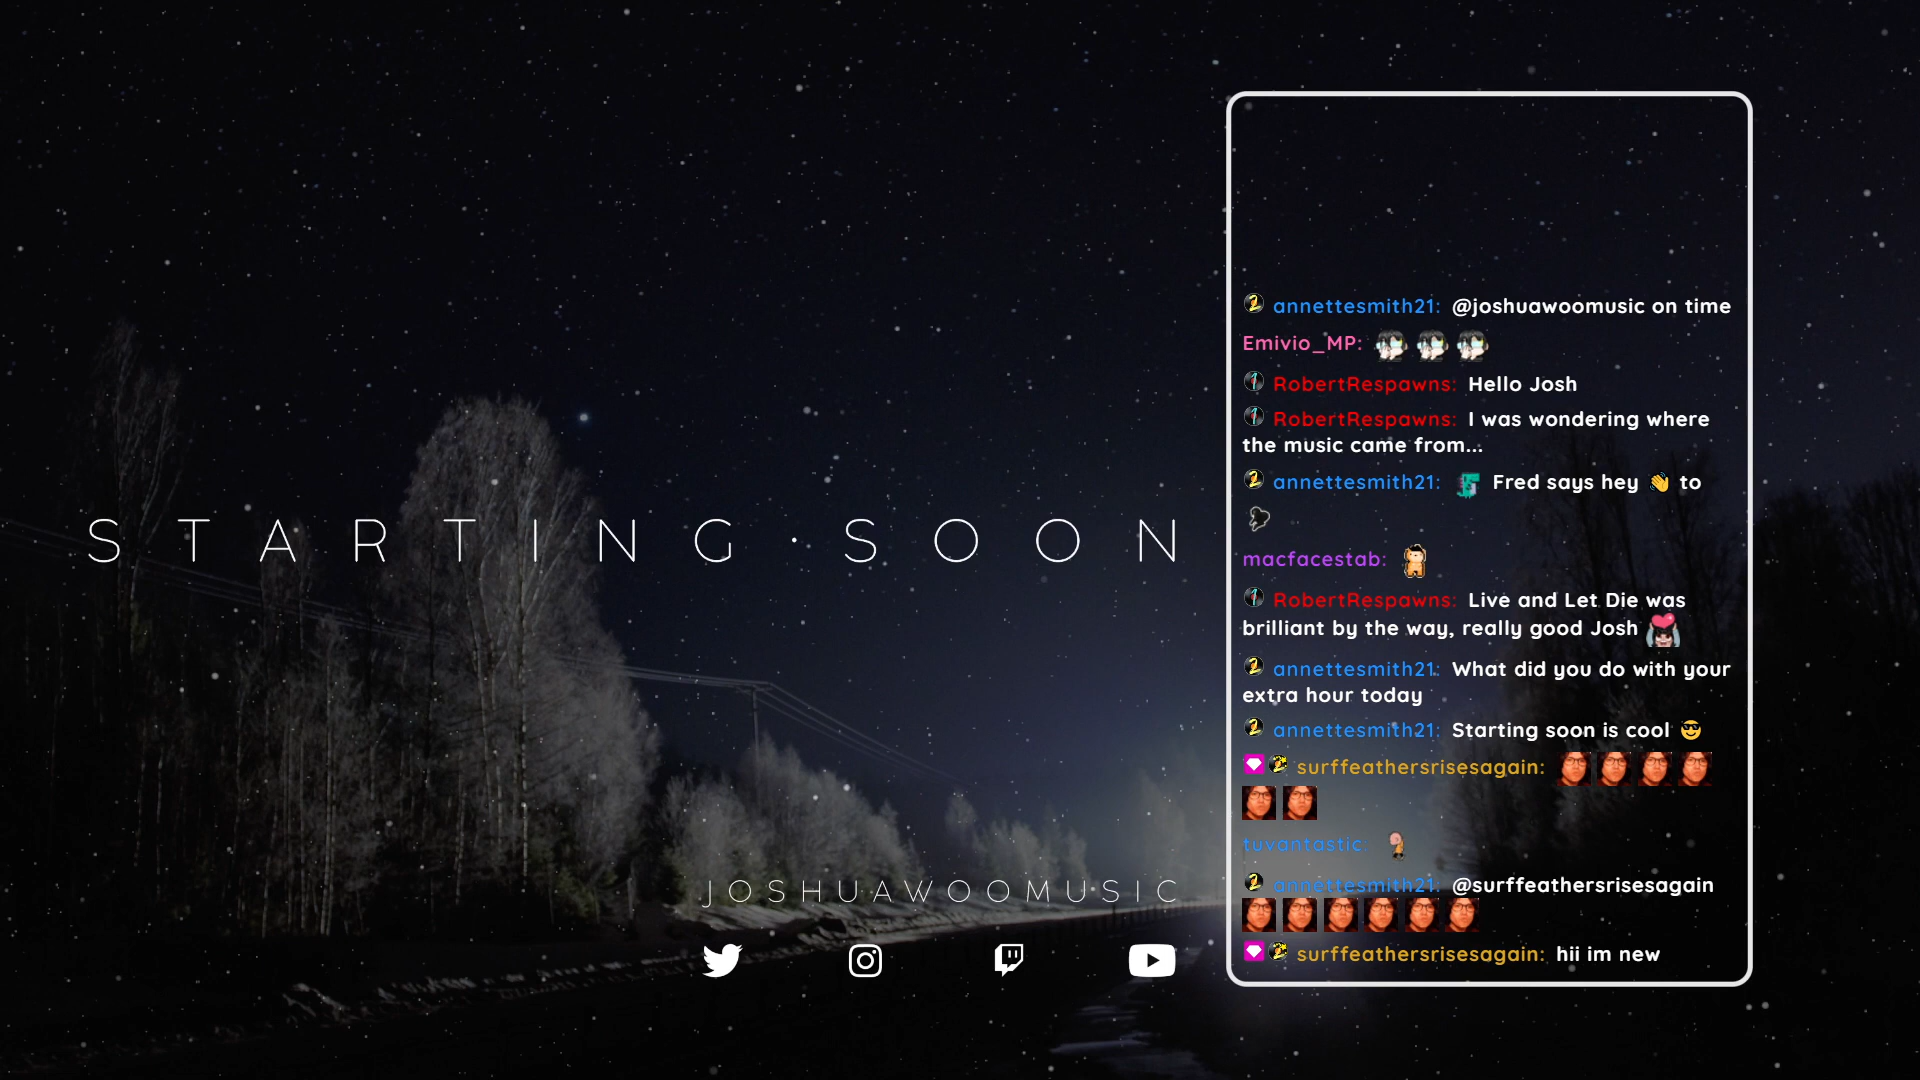 STARTING·SOON
JOSHUAWOOMUSIC
annettesmith21: @joshuawoomusic on time
Emivio_MP:
RobertRespawns: Hello Josh
RobertRespawns: I was wondering where
the music came from...
annettesmith21: Fred says hey 👋 to
macfacestab:
RobertRespawns: Live and Let Die was
brilliant by the way, really good Josh
annettesmith21: What did you do with your
extra hour today
annettesmith21: Starting soon is cool 😎
surffeathersrisesagain:
tuvantastic:
annettesmith21: @surffeathersrisesagain
surffeathersrisesagain: hii im new